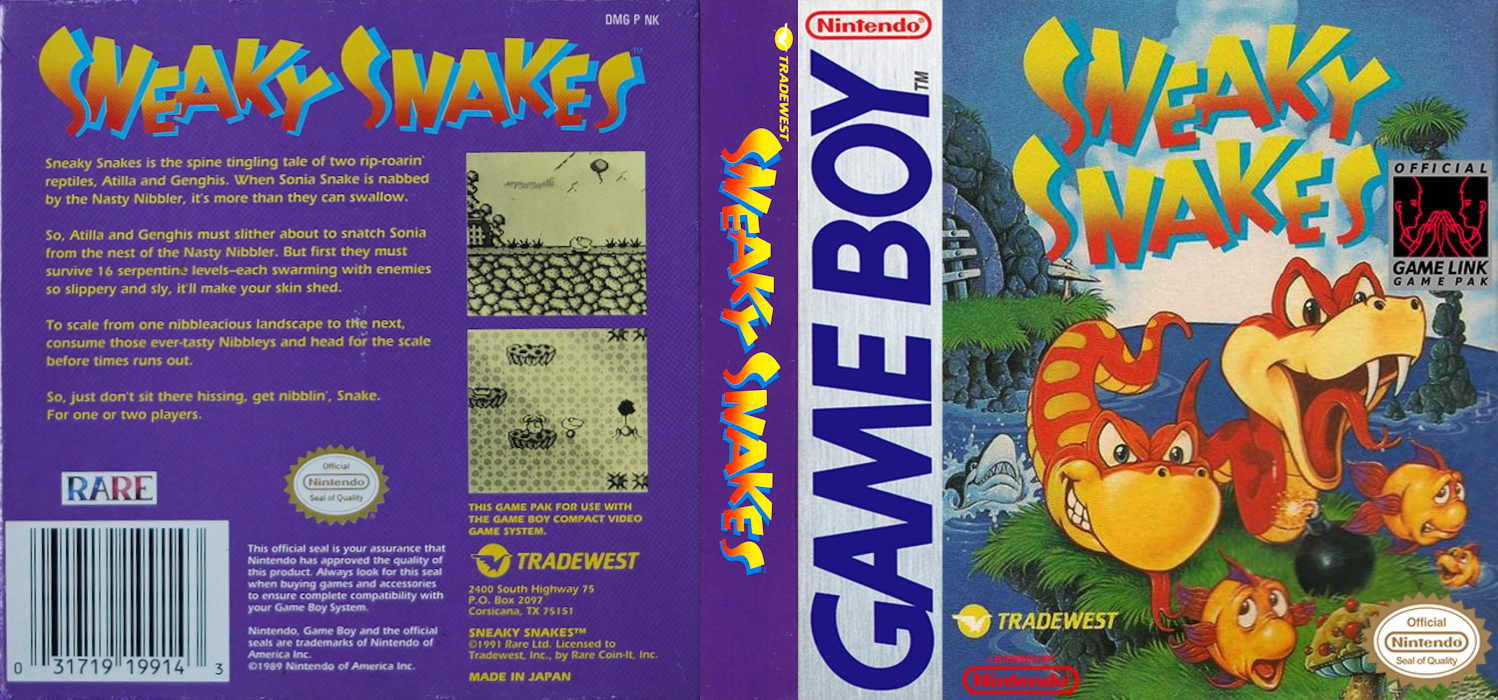 DMG P NK
SNEAKY SNAKES™
Sneaky Snakes is the spine tingling tale of two rip-roarin'
reptiles, Atilla and Genghis. When Sonia Snake is nabbed
by the Nasty Nibbler, it's more than they can swallow.
So, Atilla and Genghis must slither about to snatch Sonia
from the nest of the Nasty Nibbler. But first they must
survive 16 serpentine levels–each swarming with enemies
so slippery and sly, it'll make your skin shed.
To scale from one nibbleacious landscape to the next,
consume those ever-tasty Nibbleys and head for the scale
before times runs out.
So, just don't sit there hissing, get nibblin', Snake.
For one or two players.
RARE
Official
Nintendo
Seal of Quality
0 31719 19914 3
This official seal is your assurance that
Nintendo has approved the quality of
this product. Always look for this seal
when buying games and accessories
to ensure complete compatibility with
your Game Boy System.
Nintendo, Game Boy and the official
seals are trademarks of Nintendo of
America Inc.
©1989 Nintendo of America Inc.
THIS GAME PAK FOR USE WITH
THE GAME BOY COMPACT VIDEO
GAME SYSTEM.
TRADEWEST
2400 South Highway 75
P.O. Box 2097
Corsicana, TX 75151
SNEAKY SNAKES™
©1991 Rare Ltd. Licensed to
Tradewest, Inc., by Rare Coin-It, Inc.
MADE IN JAPAN
TRADEWEST
SNEAKY SNAKES
Nintendo®
GAME BOY™
SNEAKY
SNAKES
OFFICIAL
GAME LINK
GAME PAK
TRADEWEST
LICENSED BY
Nintendo
Official
Nintendo
Seal of Quality